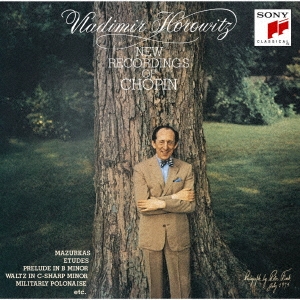 Vladimir Horowitz
NEW
RECORDINGS
OF
CHOPIN
SONY
CLASSICAL
MAZURKAS
ETUDES
PRELUDE IN B MINOR
WALTZ IN C-SHARP MINOR
MILITARLY POLONAISE
etc.